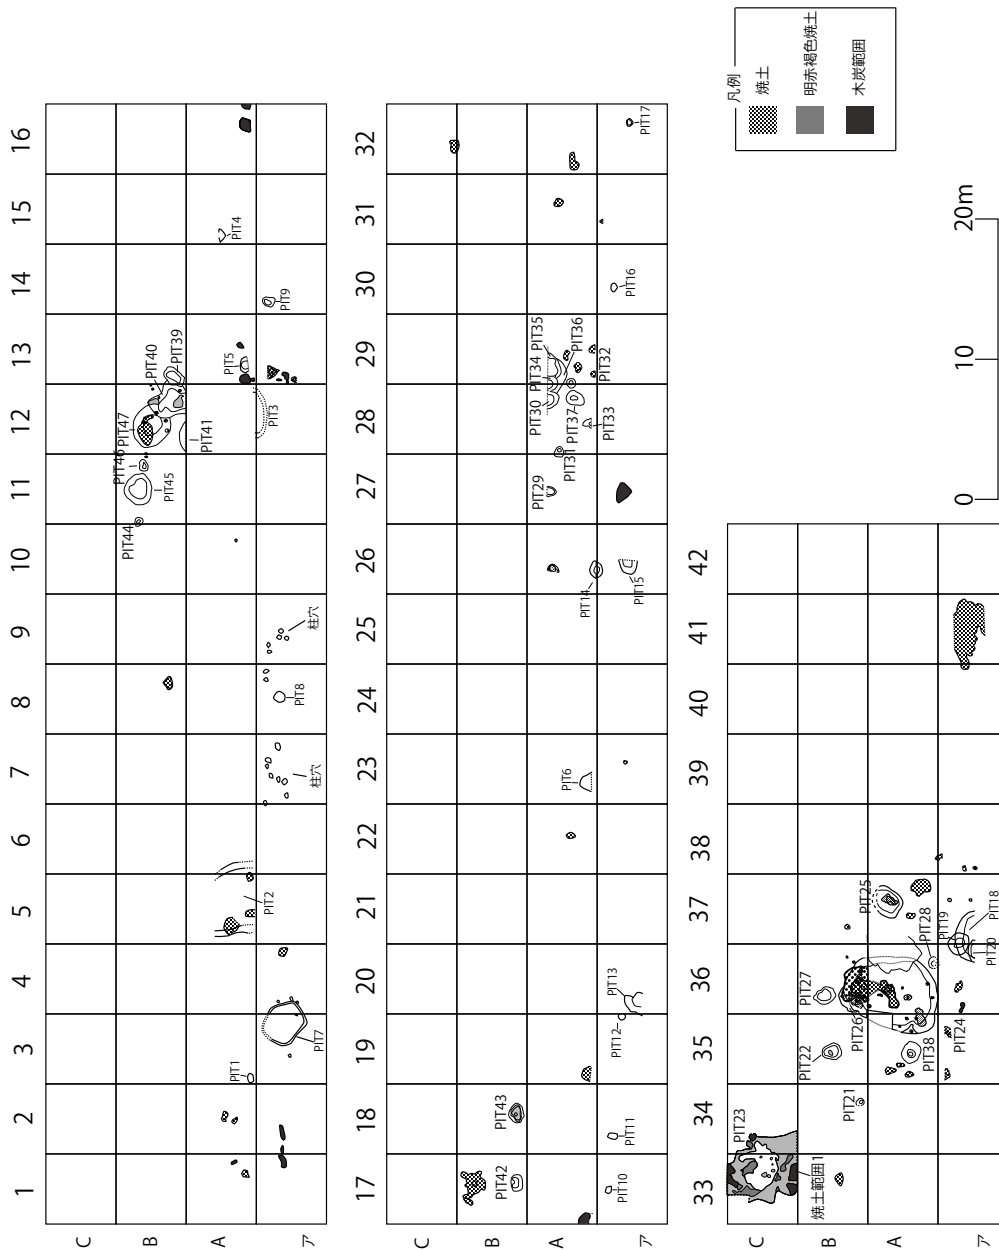 1
2
3
4
5
6
7
8
9
10
11
12
13
14
15
16
C
B
A
ア
PIT1
PIT7
PIT2
柱穴
PIT8
柱穴
PIT44
PIT45
PIT46
PIT47
PIT41
PIT40
PIT39
PIT3
PIT5
PIT9
PIT4
17
18
19
20
21
22
23
24
25
26
27
28
29
30
31
32
C
B
A
ア
PIT42
PIT43
PIT10
PIT11
PIT12
PIT13
PIT6
PIT14
PIT15
PIT29
PIT31
PIT30
PIT37
PIT33
PIT34
PIT35
PIT36
PIT32
PIT16
PIT17
33
34
35
36
37
38
39
40
41
42
C
B
A
ア
焼土範囲1
PIT23
PIT21
PIT22
PIT27
PIT26
PIT38
PIT24
PIT25
PIT28
PIT19
PIT20
PIT18
0
10
20m
凡例
焼土
明赤褐色焼土
木炭範囲